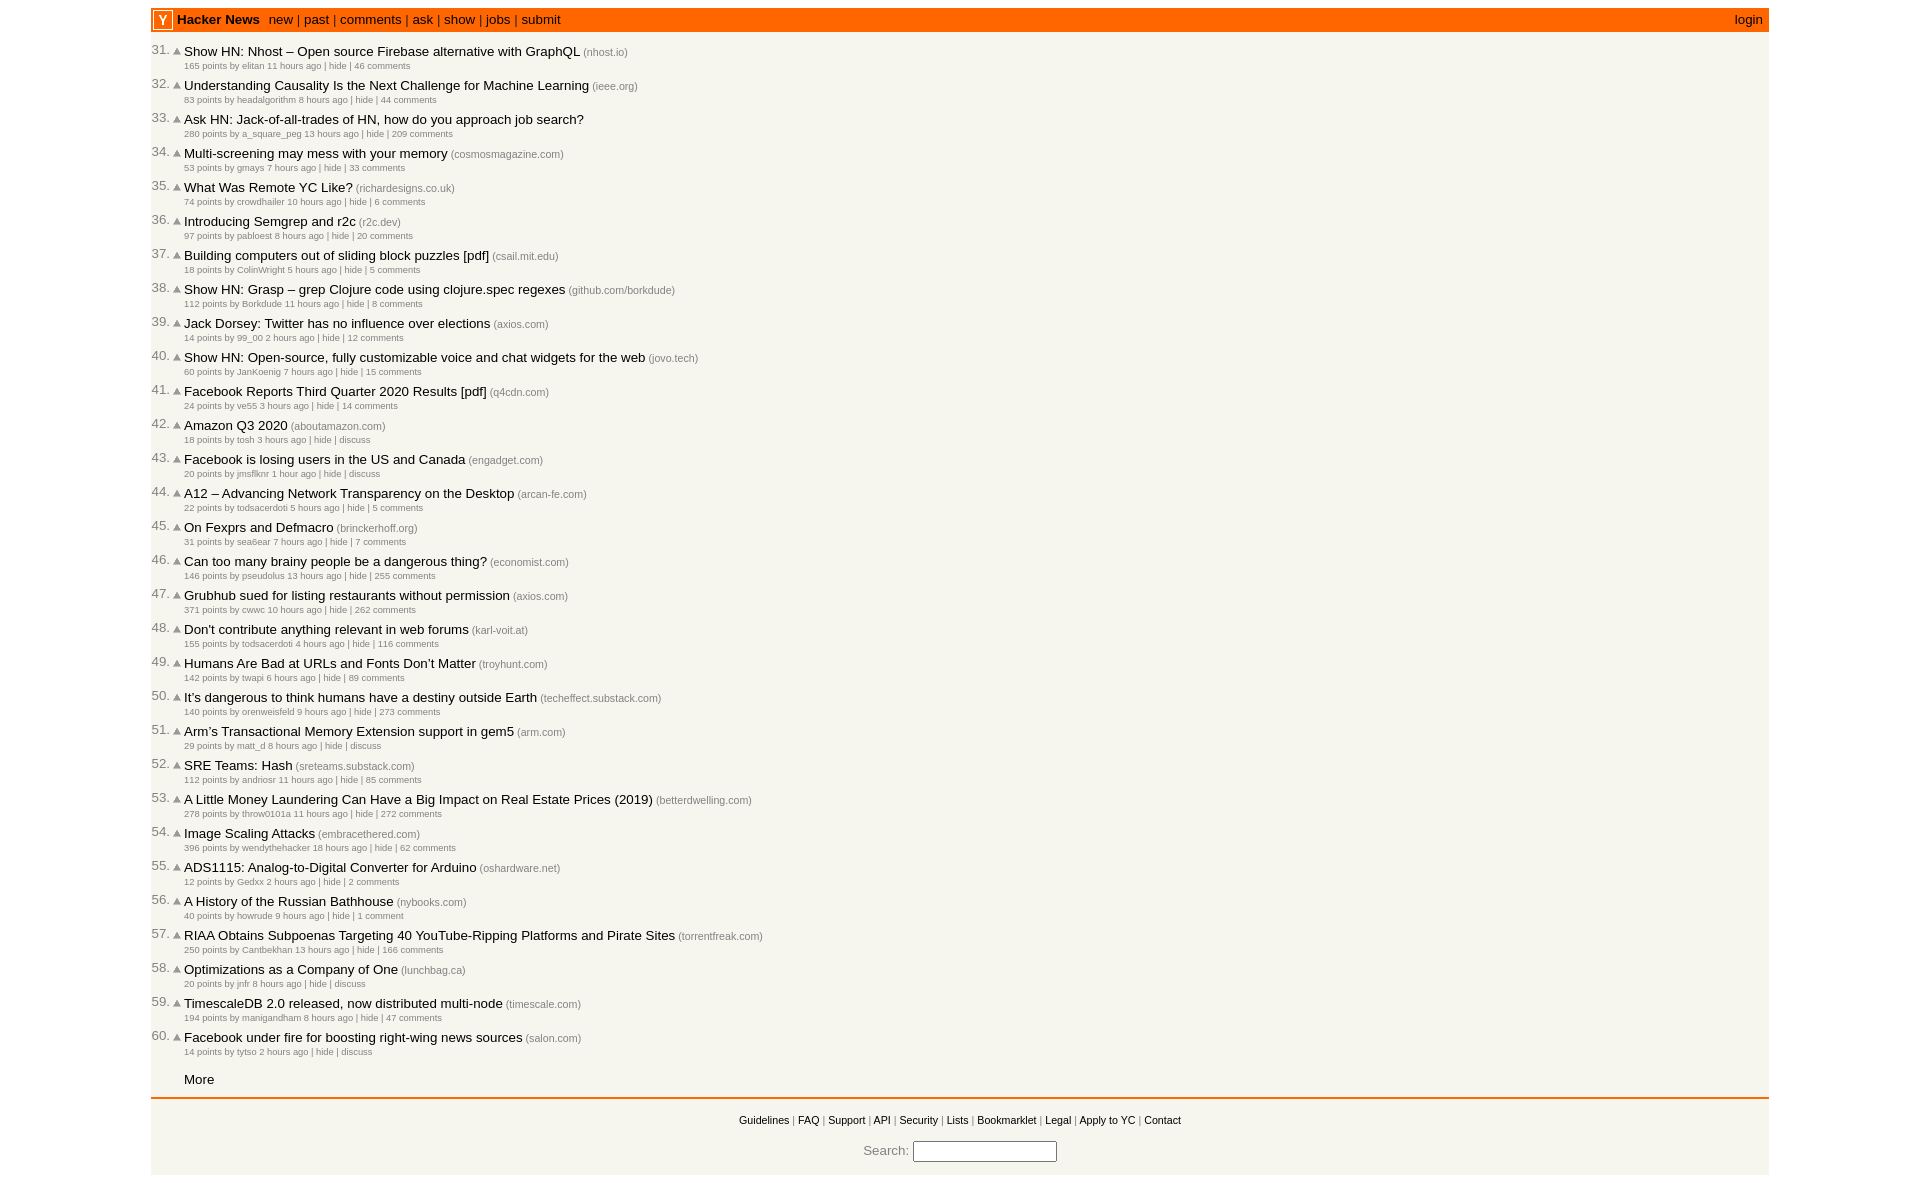 Y Hacker News new | past | comments | ask | show | jobs | submit login
31. Show HN: Nhost – Open source Firebase alternative with GraphQL (nhost.io)
165 points by elitan 11 hours ago | hide | 46 comments
32. Understanding Causality Is the Next Challenge for Machine Learning (ieee.org)
83 points by headalgorithm 8 hours ago | hide | 44 comments
33. Ask HN: Jack-of-all-trades of HN, how do you approach job search?
280 points by a_square_peg 13 hours ago | hide | 209 comments
34. Multi-screening may mess with your memory (cosmosmagazine.com)
53 points by gmays 7 hours ago | hide | 33 comments
35. What Was Remote YC Like? (richardesigns.co.uk)
74 points by crowdhailer 10 hours ago | hide | 6 comments
36. Introducing Semgrep and r2c (r2c.dev)
97 points by pabloest 8 hours ago | hide | 20 comments
37. Building computers out of sliding block puzzles [pdf] (csail.mit.edu)
18 points by ColinWright 5 hours ago | hide | 5 comments
38. Show HN: Grasp – grep Clojure code using clojure.spec regexes (github.com/borkdude)
112 points by Borkdude 11 hours ago | hide | 8 comments
39. Jack Dorsey: Twitter has no influence over elections (axios.com)
14 points by 99_00 2 hours ago | hide | 12 comments
40. Show HN: Open-source, fully customizable voice and chat widgets for the web (jovo.tech)
60 points by JanKoenig 7 hours ago | hide | 15 comments
41. Facebook Reports Third Quarter 2020 Results [pdf] (q4cdn.com)
24 points by ve55 3 hours ago | hide | 14 comments
42. Amazon Q3 2020 (aboutamazon.com)
18 points by tosh 3 hours ago | hide | discuss
43. Facebook is losing users in the US and Canada (engadget.com)
20 points by jmsflknr 1 hour ago | hide | discuss
44. A12 – Advancing Network Transparency on the Desktop (arcan-fe.com)
22 points by todsacerdoti 5 hours ago | hide | 5 comments
45. On Fexprs and Defmacro (brinckerhoff.org)
31 points by sea6ear 7 hours ago | hide | 7 comments
46. Can too many brainy people be a dangerous thing? (economist.com)
146 points by pseudolus 13 hours ago | hide | 255 comments
47. Grubhub sued for listing restaurants without permission (axios.com)
371 points by cwwc 10 hours ago | hide | 262 comments
48. Don't contribute anything relevant in web forums (karl-voit.at)
155 points by todsacerdoti 4 hours ago | hide | 116 comments
49. Humans Are Bad at URLs and Fonts Don’t Matter (troyhunt.com)
142 points by twapi 6 hours ago | hide | 89 comments
50. It’s dangerous to think humans have a destiny outside Earth (techeffect.substack.com)
140 points by orenweisfeld 9 hours ago | hide | 273 comments
51. Arm’s Transactional Memory Extension support in gem5 (arm.com)
29 points by matt_d 8 hours ago | hide | discuss
52. SRE Teams: Hash (sreteams.substack.com)
112 points by andriosr 11 hours ago | hide | 85 comments
53. A Little Money Laundering Can Have a Big Impact on Real Estate Prices (2019) (betterdwelling.com)
278 points by throw0101a 11 hours ago | hide | 272 comments
54. Image Scaling Attacks (embracethered.com)
396 points by wendythehacker 18 hours ago | hide | 62 comments
55. ADS1115: Analog-to-Digital Converter for Arduino (oshardware.net)
12 points by Gedxx 2 hours ago | hide | 2 comments
56. A History of the Russian Bathhouse (nybooks.com)
40 points by howrude 9 hours ago | hide | 1 comment
57. RIAA Obtains Subpoenas Targeting 40 YouTube-Ripping Platforms and Pirate Sites (torrentfreak.com)
250 points by Cantbekhan 13 hours ago | hide | 166 comments
58. Optimizations as a Company of One (lunchbag.ca)
20 points by jnfr 8 hours ago | hide | discuss
59. TimescaleDB 2.0 released, now distributed multi-node (timescale.com)
194 points by manigandham 8 hours ago | hide | 47 comments
60. Facebook under fire for boosting right-wing news sources (salon.com)
14 points by tytso 2 hours ago | hide | discuss
More
Guidelines | FAQ | Support | API | Security | Lists | Bookmarklet | Legal | Apply to YC | Contact
Search: